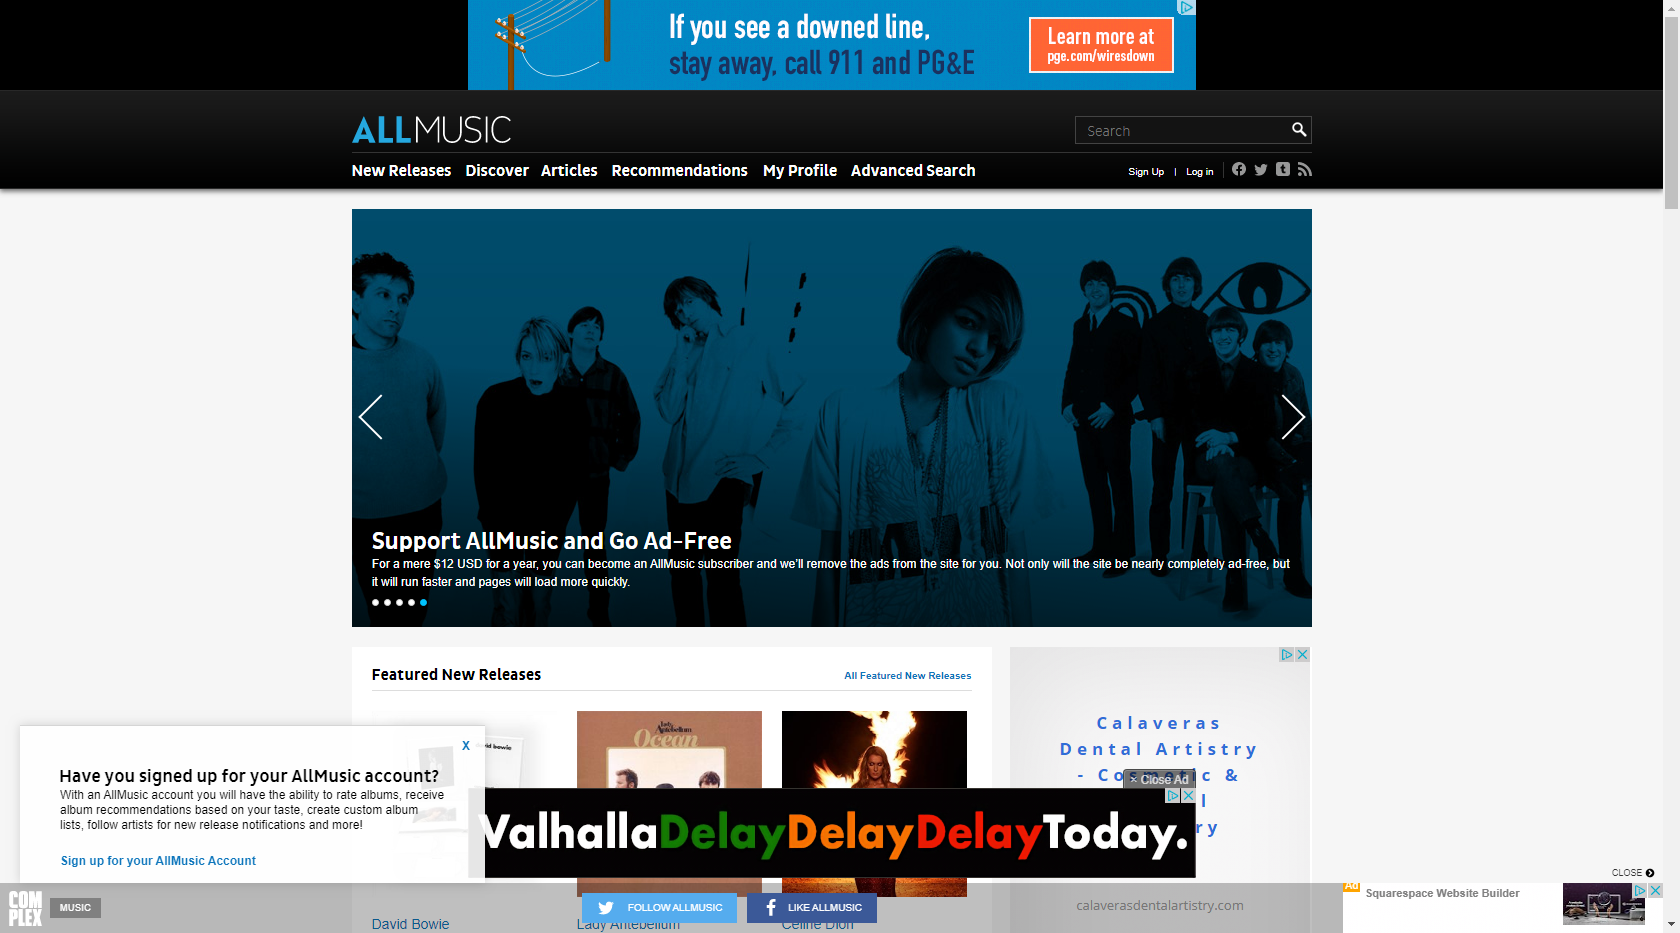 If you see a downed line,
stay away, call 911 and PG&E
Learn more at
pge.com/wiresdown
ALLMUSIC
Search
New Releases Discover Articles Recommendations My Profile Advanced Search
Sign Up | Log in
Support AllMusic and Go Ad-Free
For a mere $12 USD for a year, you can become an AllMusic subscriber and we'll remove the ads from the site for you. Not only will the site be nearly completely ad-free, but
it will run faster and pages will load more quickly.
Featured New Releases
All Featured New Releases
X
david bowie
Have you signed up for your AllMusic account?
With an AllMusic account you will have the ability to rate albums, receive
album recommendations based on your taste, create custom album
lists, follow artists for new release notifications and more!
Sign up for your AllMusic Account
lady Antebellum
Ocean
Calaveras
Dental Artistry
- Cosmetic &
× Close Ad
ValhallaDelayDelayDelayToday.
calaverasdentalartistry.com
CLOSE
COMPLEX
MUSIC
FOLLOW ALLMUSIC
LIKE ALLMUSIC
David Bowie
Lady Antebellum
Celine Dion
Ad
Squarespace Website Builder